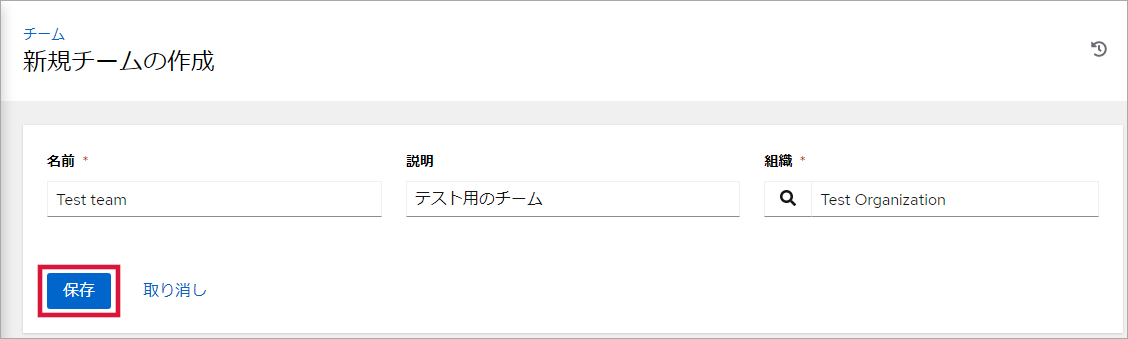 チーム
新規チームの作成
名前 * 説明 組織 *
Test team テスト用のチーム Test Organization
保存 取り消し